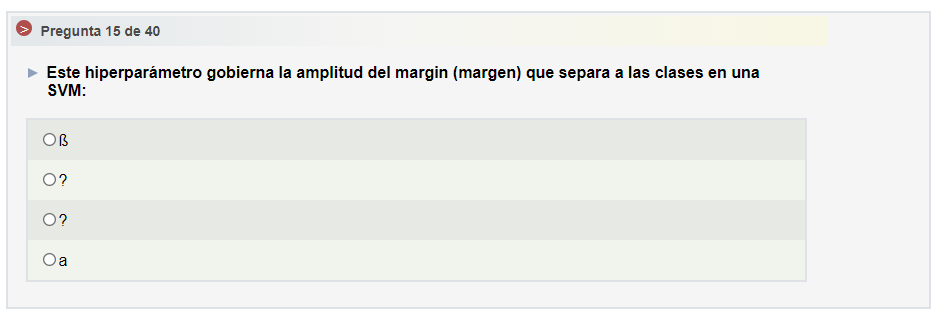 Pregunta 15 de 40
Este hiperparámetro gobierna la amplitud del margin (margen) que separa a las clases en una
SVM:
ß
?
?
a